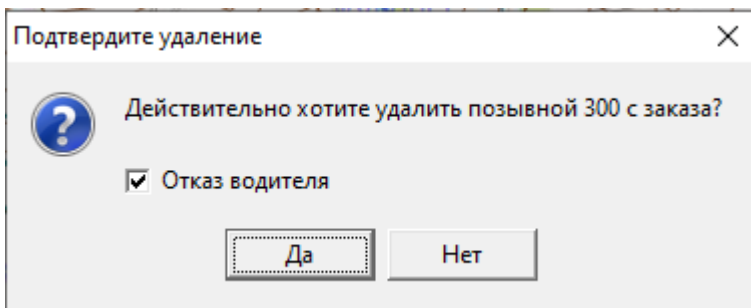 Подтвердите удаление
Действительно хотите удалить позывной 300 с заказа?
Отказ водителя
Да
Нет